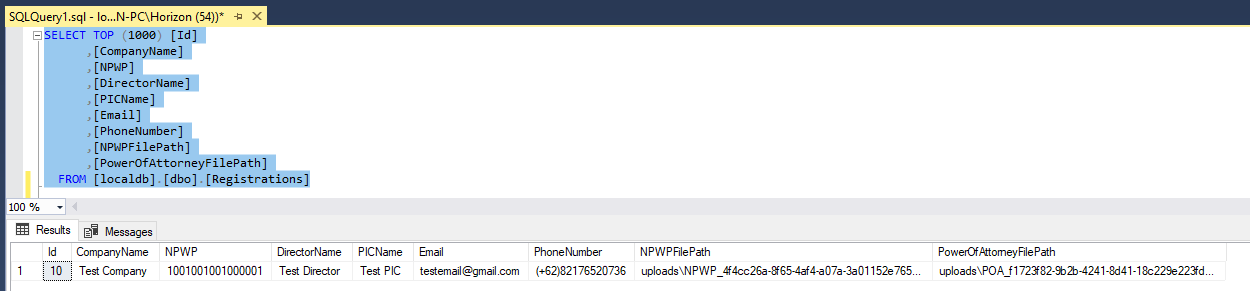 SQLQuery1.sql - lo...N-PC\Horizon (54))*
SELECT TOP (1000) [Id]
,[CompanyName]
,[NPWP]
,[DirectorName]
,[PICName]
,[Email]
,[PhoneNumber]
,[NPWPFilePath]
,[PowerOfAttorneyFilePath]
FROM [localdb].[dbo].[Registrations]
100 %
Results Messages
Id CompanyName NPWP DirectorName PICName Email PhoneNumber NPWPFilePath PowerOfAttorneyFilePath
1 10 Test Company 1001001001000001 Test Director Test PIC testemail@gmail.com (+62)82176520736 uploads\NPWP_4f4cc26a-8f65-4af4-a07a-3a01152e765... uploads\POA_f1723f82-9b2b-4241-8d41-18c229e223fd...